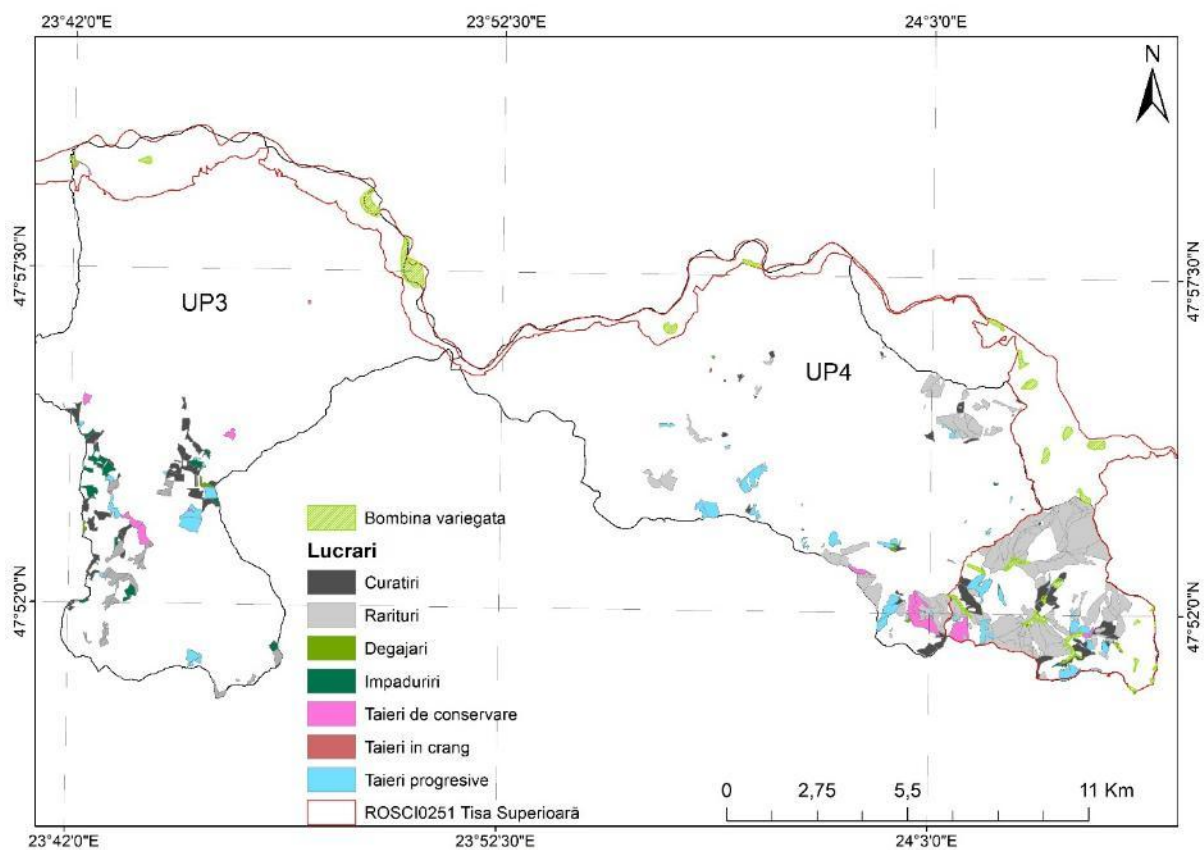 23°42'0"E 23°52'30"E 24°3'0"E
N
47°57'30"N 47°57'30"N
UP3
UP4
Bombina variegata
Lucrari
Curatiri
Rarituri
47°52'0"N 47°52'0"N
Degajari
Impaduriri
Taieri de conservare
Taieri in crang
Taieri progresive
0 2,75 5,5 11 Km
ROSCI0251 Tisa Superioară
23°42'0"E 23°52'30"E 24°3'0"E